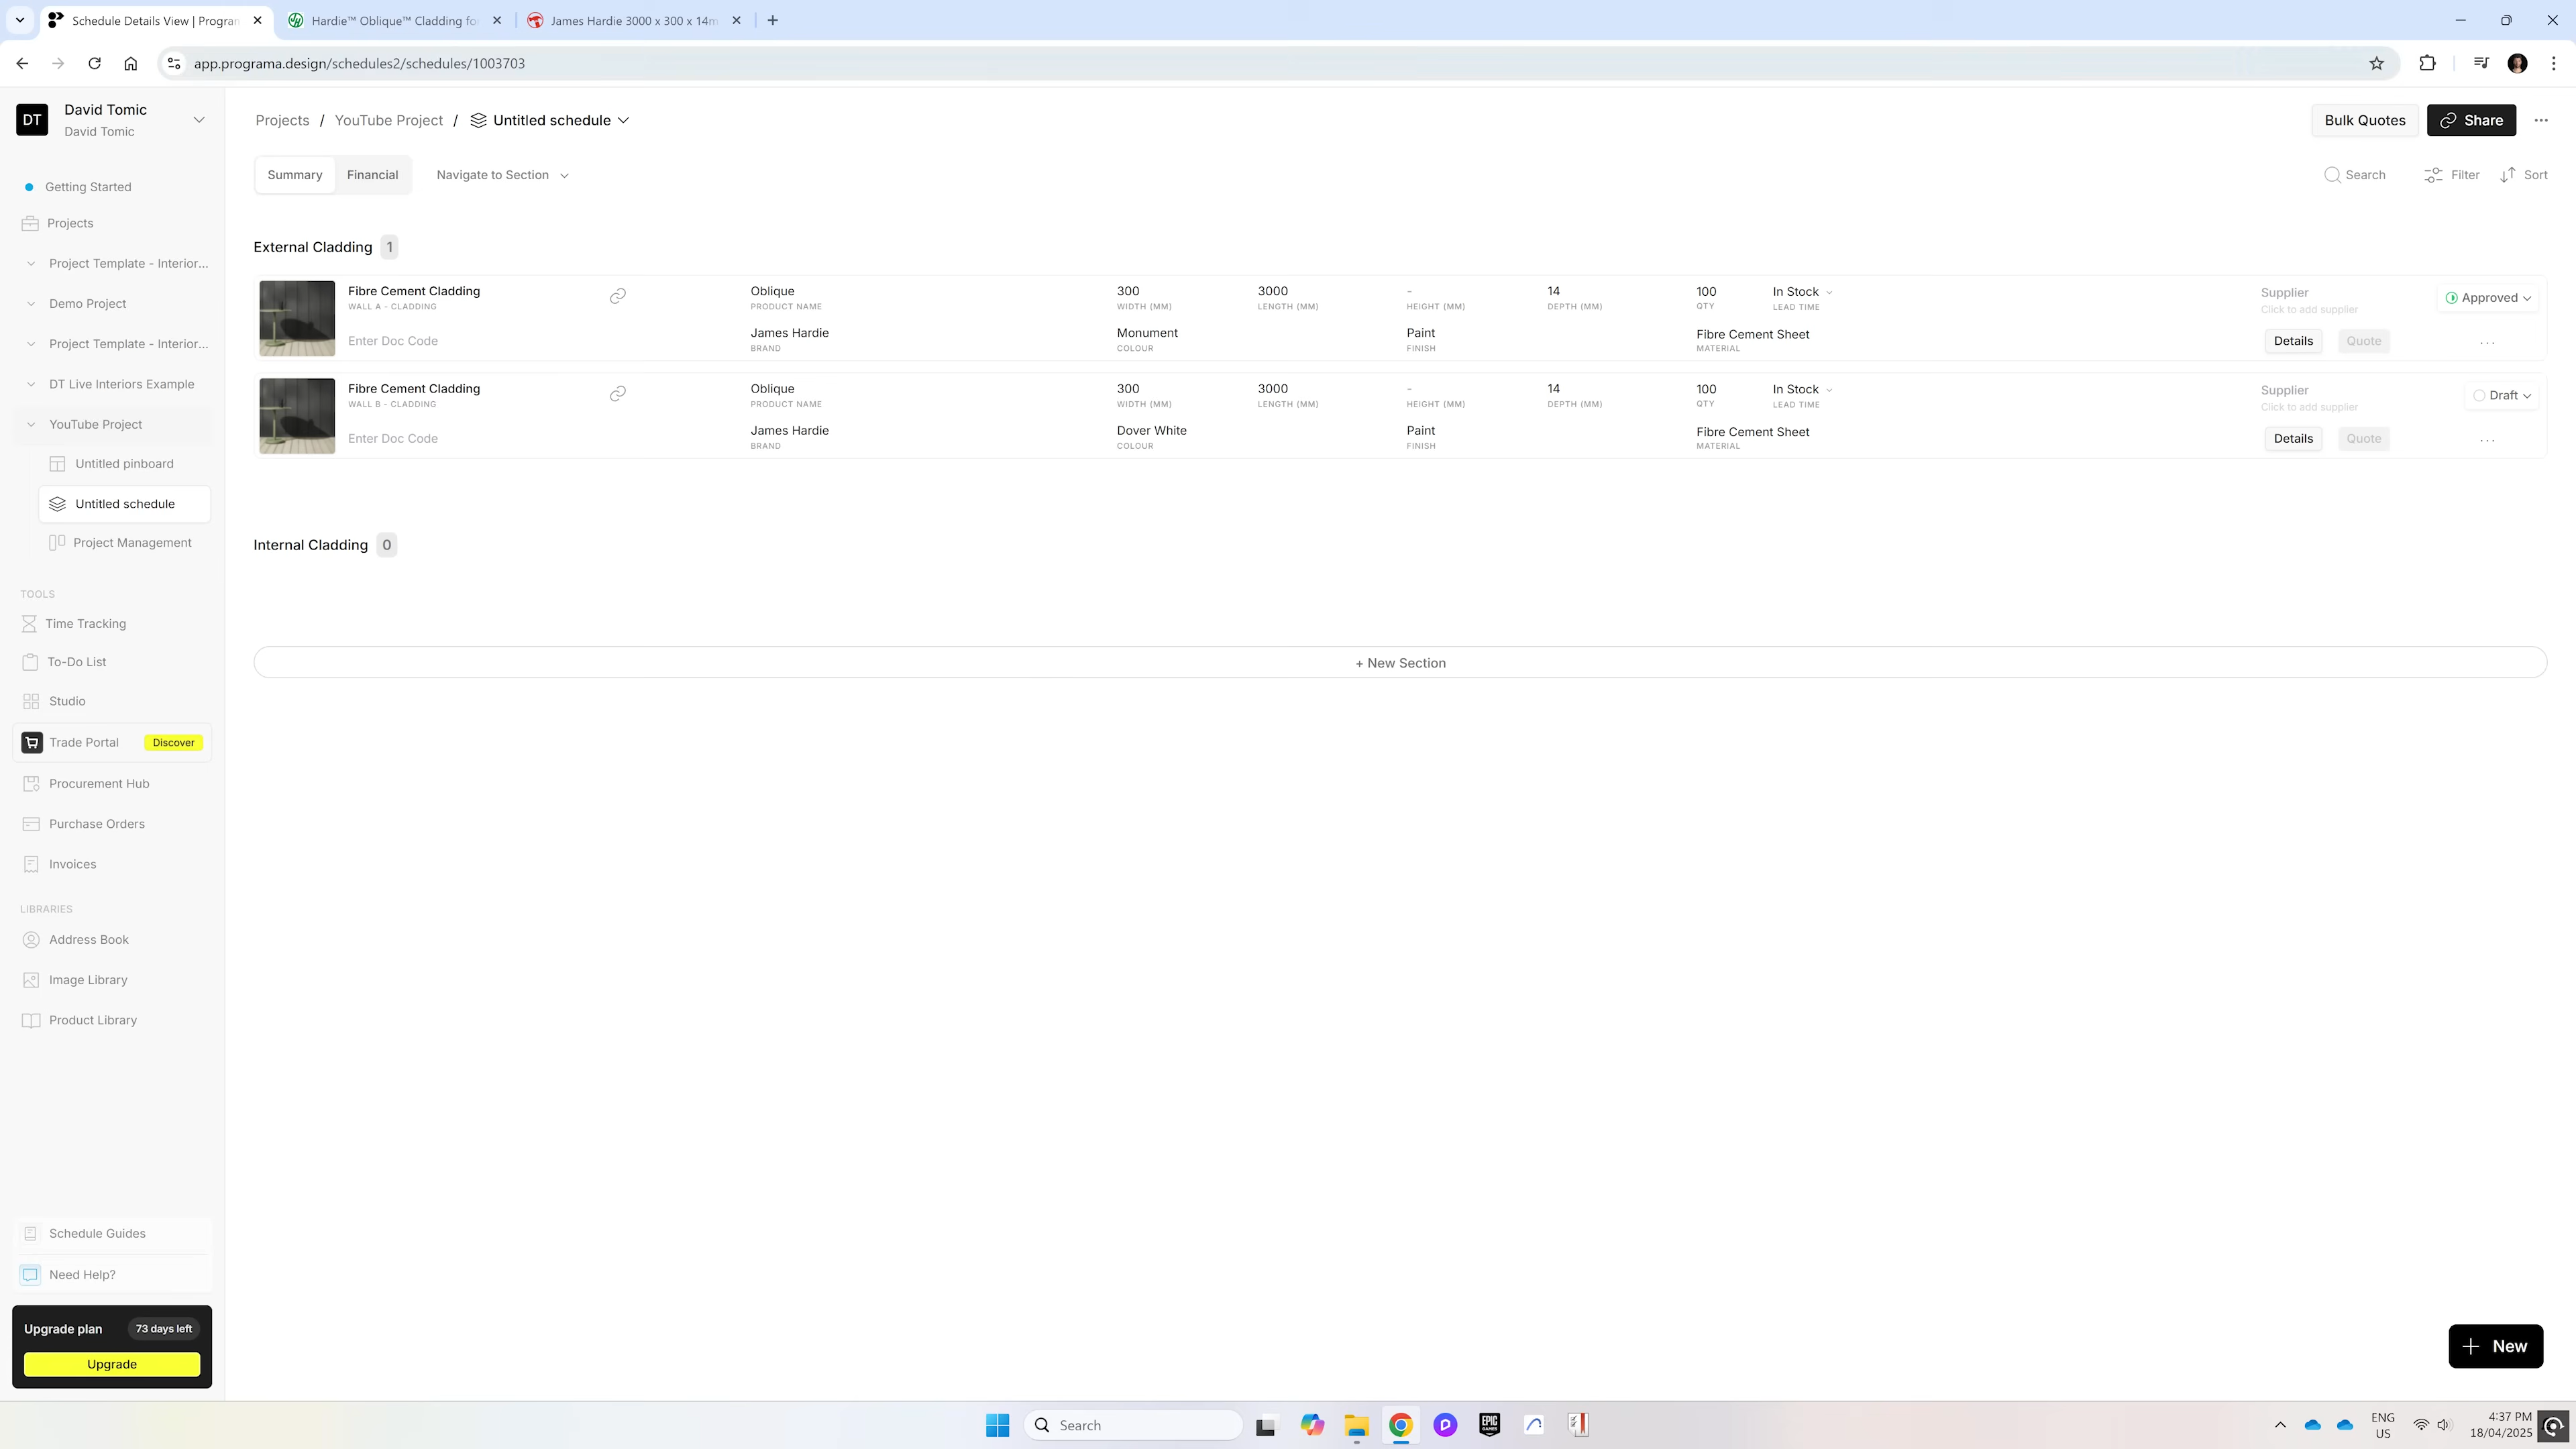 Schedule Details View | Progran
Hardie™ Oblique™ Cladding fo
James Hardie 3000 x 300 x 14m
app.programa.design/schedules2/schedules/1003703
DT
David Tomic
David Tomic
Projects / YouTube Project / Untitled schedule
Bulk Quotes
Share
Summary
Financial
Navigate to Section
Search
Filter
Sort
Getting Started
Projects
Project Template - Interior...
Demo Project
Project Template - Interior...
DT Live Interiors Example
YouTube Project
Untitled pinboard
Untitled schedule
Project Management
TOOLS
Time Tracking
To-Do List
Studio
Trade Portal
Discover
Procurement Hub
Purchase Orders
Invoices
LIBRARIES
Address Book
Image Library
Product Library
Schedule Guides
Need Help?
Upgrade plan
73 days left
Upgrade
External Cladding 1
Fibre Cement Cladding
WALL A - CLADDING
Enter Doc Code
Oblique
PRODUCT NAME
James Hardie
BRAND
300
WIDTH (MM)
3000
LENGTH (MM)
-
HEIGHT (MM)
14
DEPTH (MM)
100
QTY
In Stock
LEAD TIME
Monument
COLOUR
Paint
FINISH
Fibre Cement Sheet
MATERIAL
Supplier
Click to add supplier
Approved
Details
Quote
Fibre Cement Cladding
WALL B - CLADDING
Enter Doc Code
Oblique
PRODUCT NAME
James Hardie
BRAND
300
WIDTH (MM)
3000
LENGTH (MM)
-
HEIGHT (MM)
14
DEPTH (MM)
100
QTY
In Stock
LEAD TIME
Dover White
COLOUR
Paint
FINISH
Fibre Cement Sheet
MATERIAL
Supplier
Click to add supplier
Draft
Details
Quote
Internal Cladding 0
+ New Section
New
Search
EPIC
GAMES
ENG
US
4:37 PM
18/04/2025